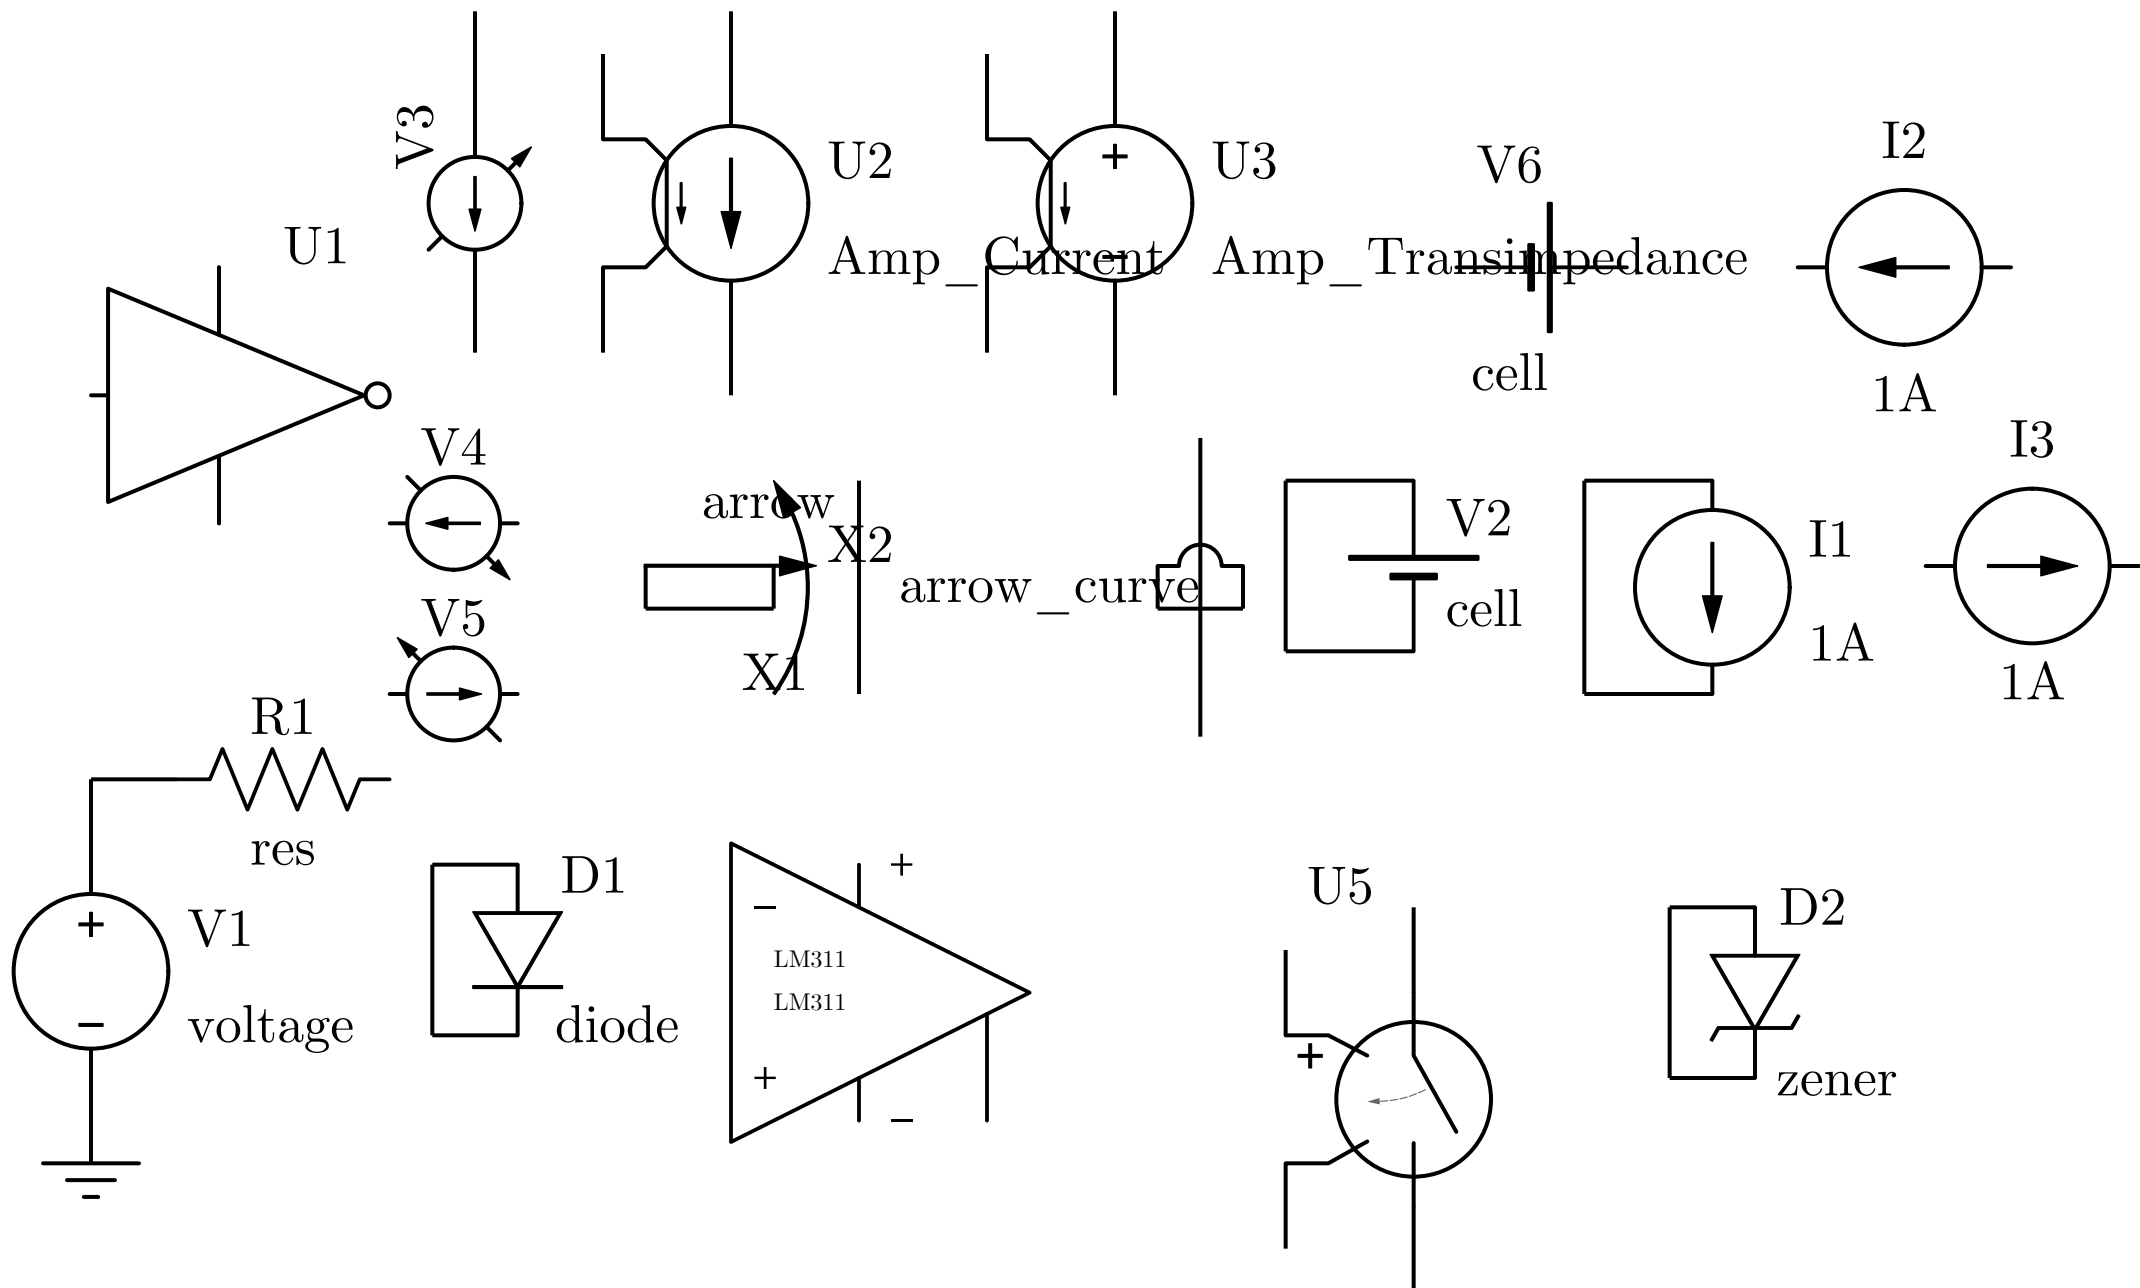 V3
U2
U3
V6
I2
U1
Amp_Current
Amp_Transimpedance
+
−
cell
1A
V4
I3
arrow
X2
V2
I1
arrow_curve
cell
V5
X1
1A
1A
R1
res
D1
+
U5
D2
−
+
V1
LM311
LM311
−
voltage
diode
+
−
+
zener